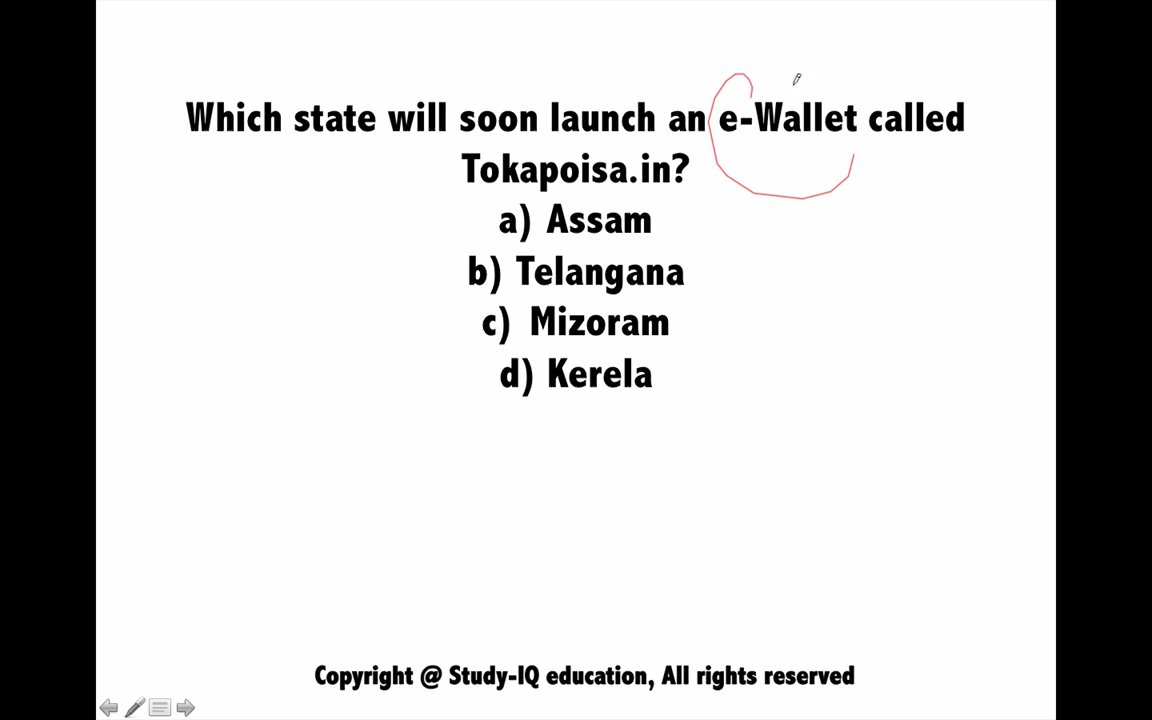 Which state will soon launch an e-Wallet called
Tokapoisa.in?
a) Assam
b) Telangana
c) Mizoram
d) Kerela
Copyright @ Study-IQ education, All rights reserved